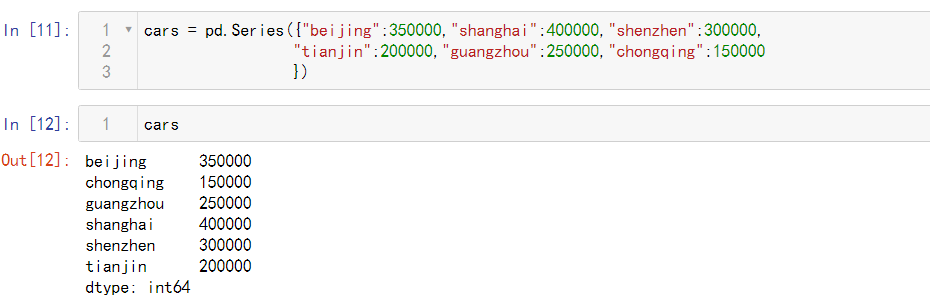 In [11]: 1 cars = pd.Series({"beijing":350000,"shanghai":400000,"shenzhen":300000,
2 "tianjin":200000,"guangzhou":250000,"chongqing":150000
3 })
In [12]: 1 cars
Out[12]: beijing 350000
chongqing 150000
guangzhou 250000
shanghai 400000
shenzhen 300000
tianjin 200000
dtype: int64